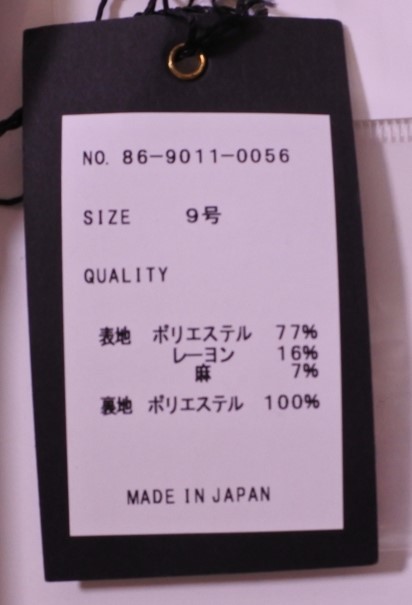 NO. 86-9011-0056
SIZE 9号
QUALITY
表地 ポリエステル 77%
レーヨン 16%
麻 7%
裏地 ポリエステル 100%
MADE IN JAPAN